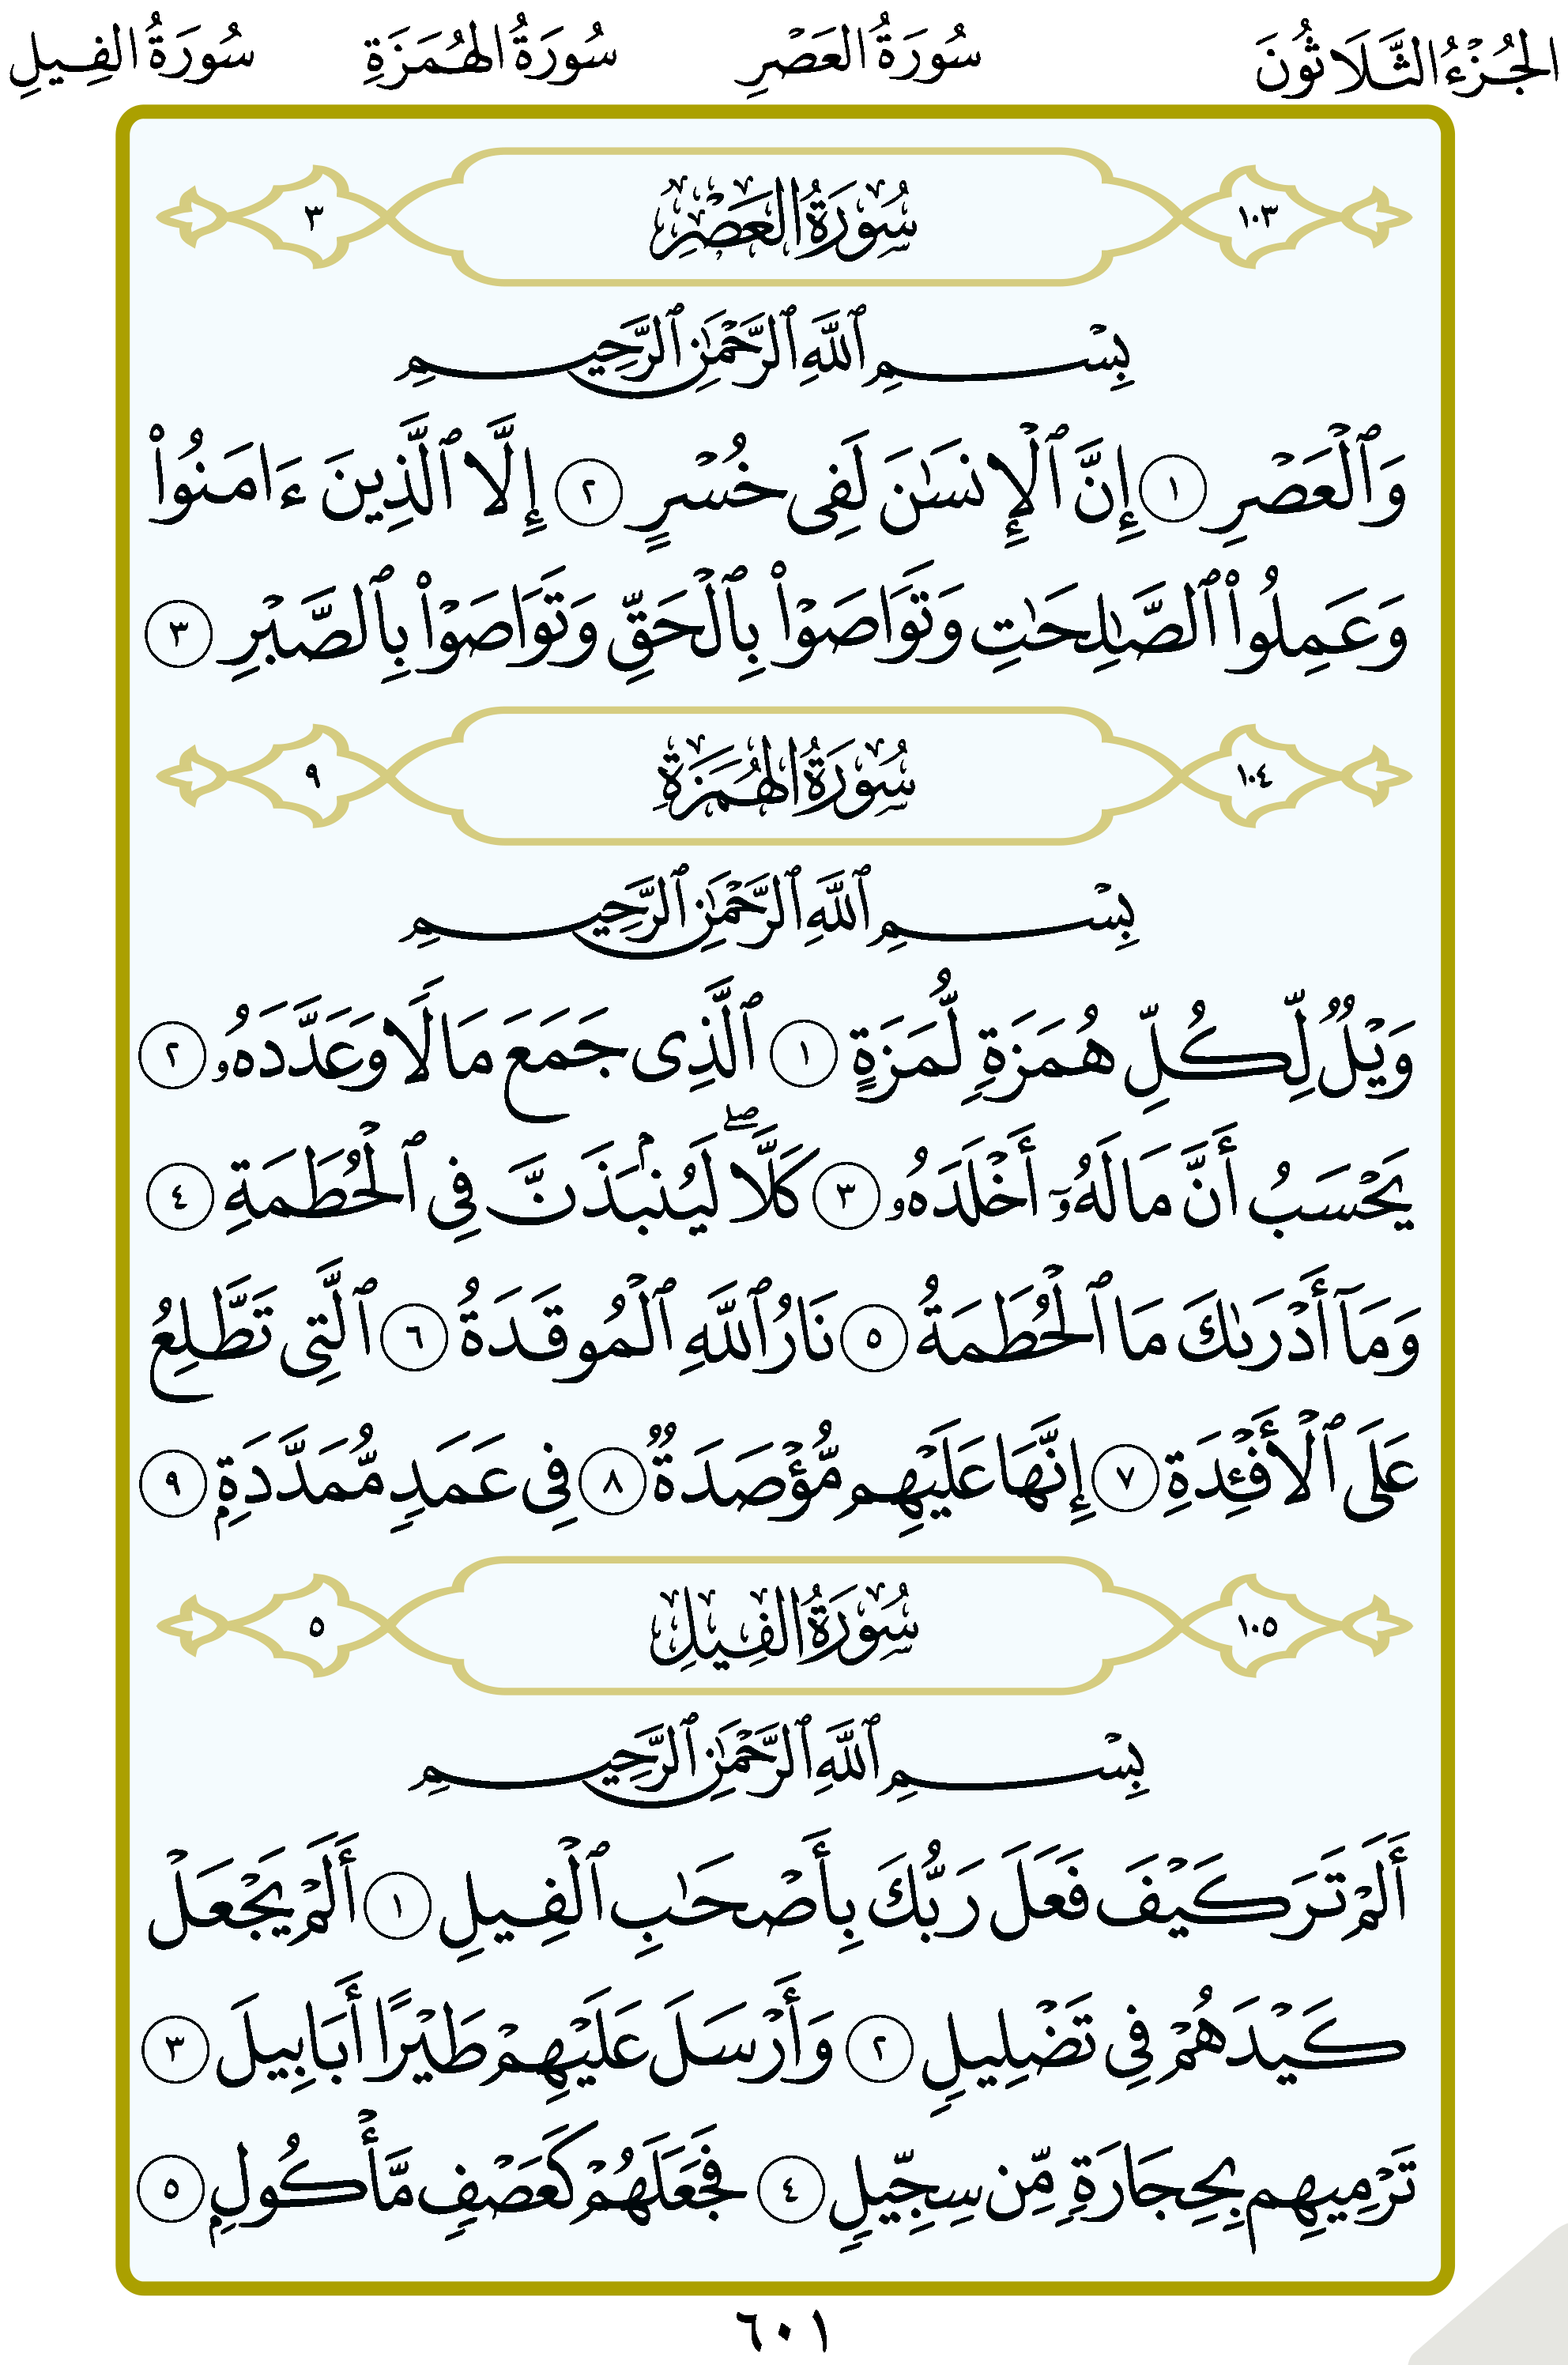 الجُزْءُ الثَّلَاثُونَ سُورَةُ العَصْرِ سُورَةُ الهُمَزَةِ سُورَةُ الفِيلِ
١٠٣ سُورَةُ العَصْرِ ٣
بِسْمِ ٱللَّهِ ٱلرَّحْمَٰنِ ٱلرَّحِيمِ
وَٱلْعَصْرِ ١ إِنَّ ٱلْإِنسَٰنَ لَفِى خُسْرٍ ٢ إِلَّا ٱلَّذِينَ ءَامَنُوا۟
وَعَمِلُوا۟ ٱلصَّٰلِحَٰتِ وَتَوَاصَوْا۟ بِٱلْحَقِّ وَتَوَاصَوْا۟ بِٱلصَّبْرِ ٣
١٠٤ سُورَةُ الهُمَزَةِ ٩
بِسْمِ ٱللَّهِ ٱلرَّحْمَٰنِ ٱلرَّحِيمِ
وَيْلٌ لِّكُلِّ هُمَزَةٍ لُّمَزَةٍ ١ ٱلَّذِى جَمَعَ مَالًا وَعَدَّدَهُۥ ٢
يَحْسَبُ أَنَّ مَالَهُۥٓ أَخْلَدَهُۥ ٣ كَلَّا ۖ لَيُنۢبَذَنَّ فِى ٱلْحُطَمَةِ ٤
وَمَآ أَدْرَىٰكَ مَا ٱلْحُطَمَةُ ٥ نَارُ ٱللَّهِ ٱلْمُوقَدَةُ ٦ ٱلَّتِى تَطَّلِعُ
عَلَى ٱلْأَفْـِٔدَةِ ٧ إِنَّهَا عَلَيْهِم مُّؤْصَدَةٌ ٨ فِى عَمَدٍ مُّمَدَّدَةٍۭ ٩
١٠٥ سُورَةُ الفِيلِ ٥
بِسْمِ ٱللَّهِ ٱلرَّحْمَٰنِ ٱلرَّحِيمِ
أَلَمْ تَرَ كَيْفَ فَعَلَ رَبُّكَ بِأَصْحَٰبِ ٱلْفِيلِ ١ أَلَمْ يَجْعَلْ
كَيْدَهُمْ فِى تَضْلِيلٍ ٢ وَأَرْسَلَ عَلَيْهِمْ طَيْرًا أَبَابِيلَ ٣
تَرْمِيهِم بِحِجَارَةٍ مِّن سِجِّيلٍ ٤ فَجَعَلَهُمْ كَعَصْفٍ مَّأْكُولٍۭ ٥
٦٠١